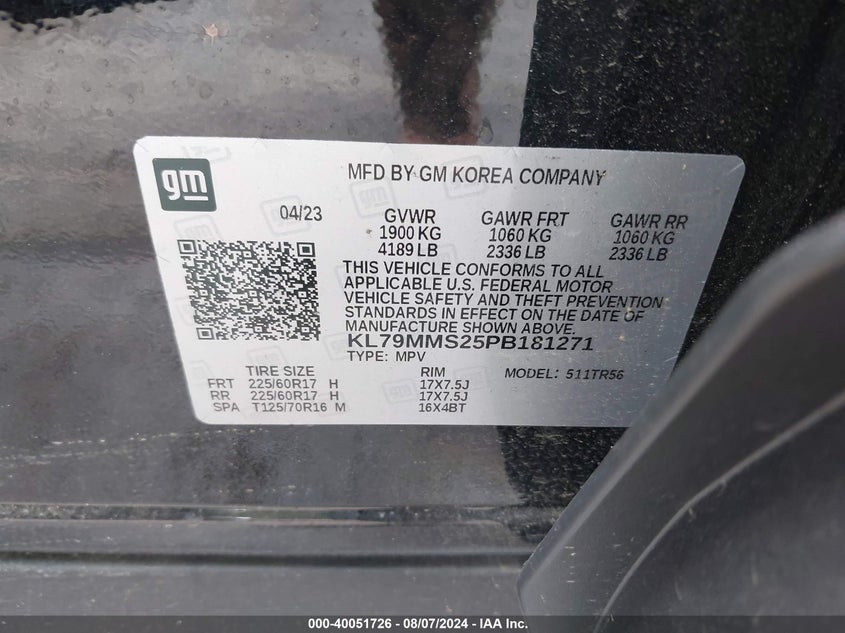 gm
MFD BY GM KOREA COMPANY
04/23 GVWR GAWR FRT GAWR RR
1900 KG 1060 KG 1060 KG
4189 LB 2336 LB 2336 LB
THIS VEHICLE CONFORMS TO ALL
APPLICABLE U.S. FEDERAL MOTOR
VEHICLE SAFETY AND THEFT PREVENTION
STANDARDS IN EFFECT ON THE DATE OF
MANUFACTURE SHOWN ABOVE.
KL79MMS25PB181271
TYPE: MPV
TIRE SIZE RIM MODEL: 511TR56
FRT 225/60R17 H 17X7.5J
RR 225/60R17 H 17X7.5J
SPA T125/70R16 M 16X4BT
000-40051726 - 08/07/2024 - IAA Inc.